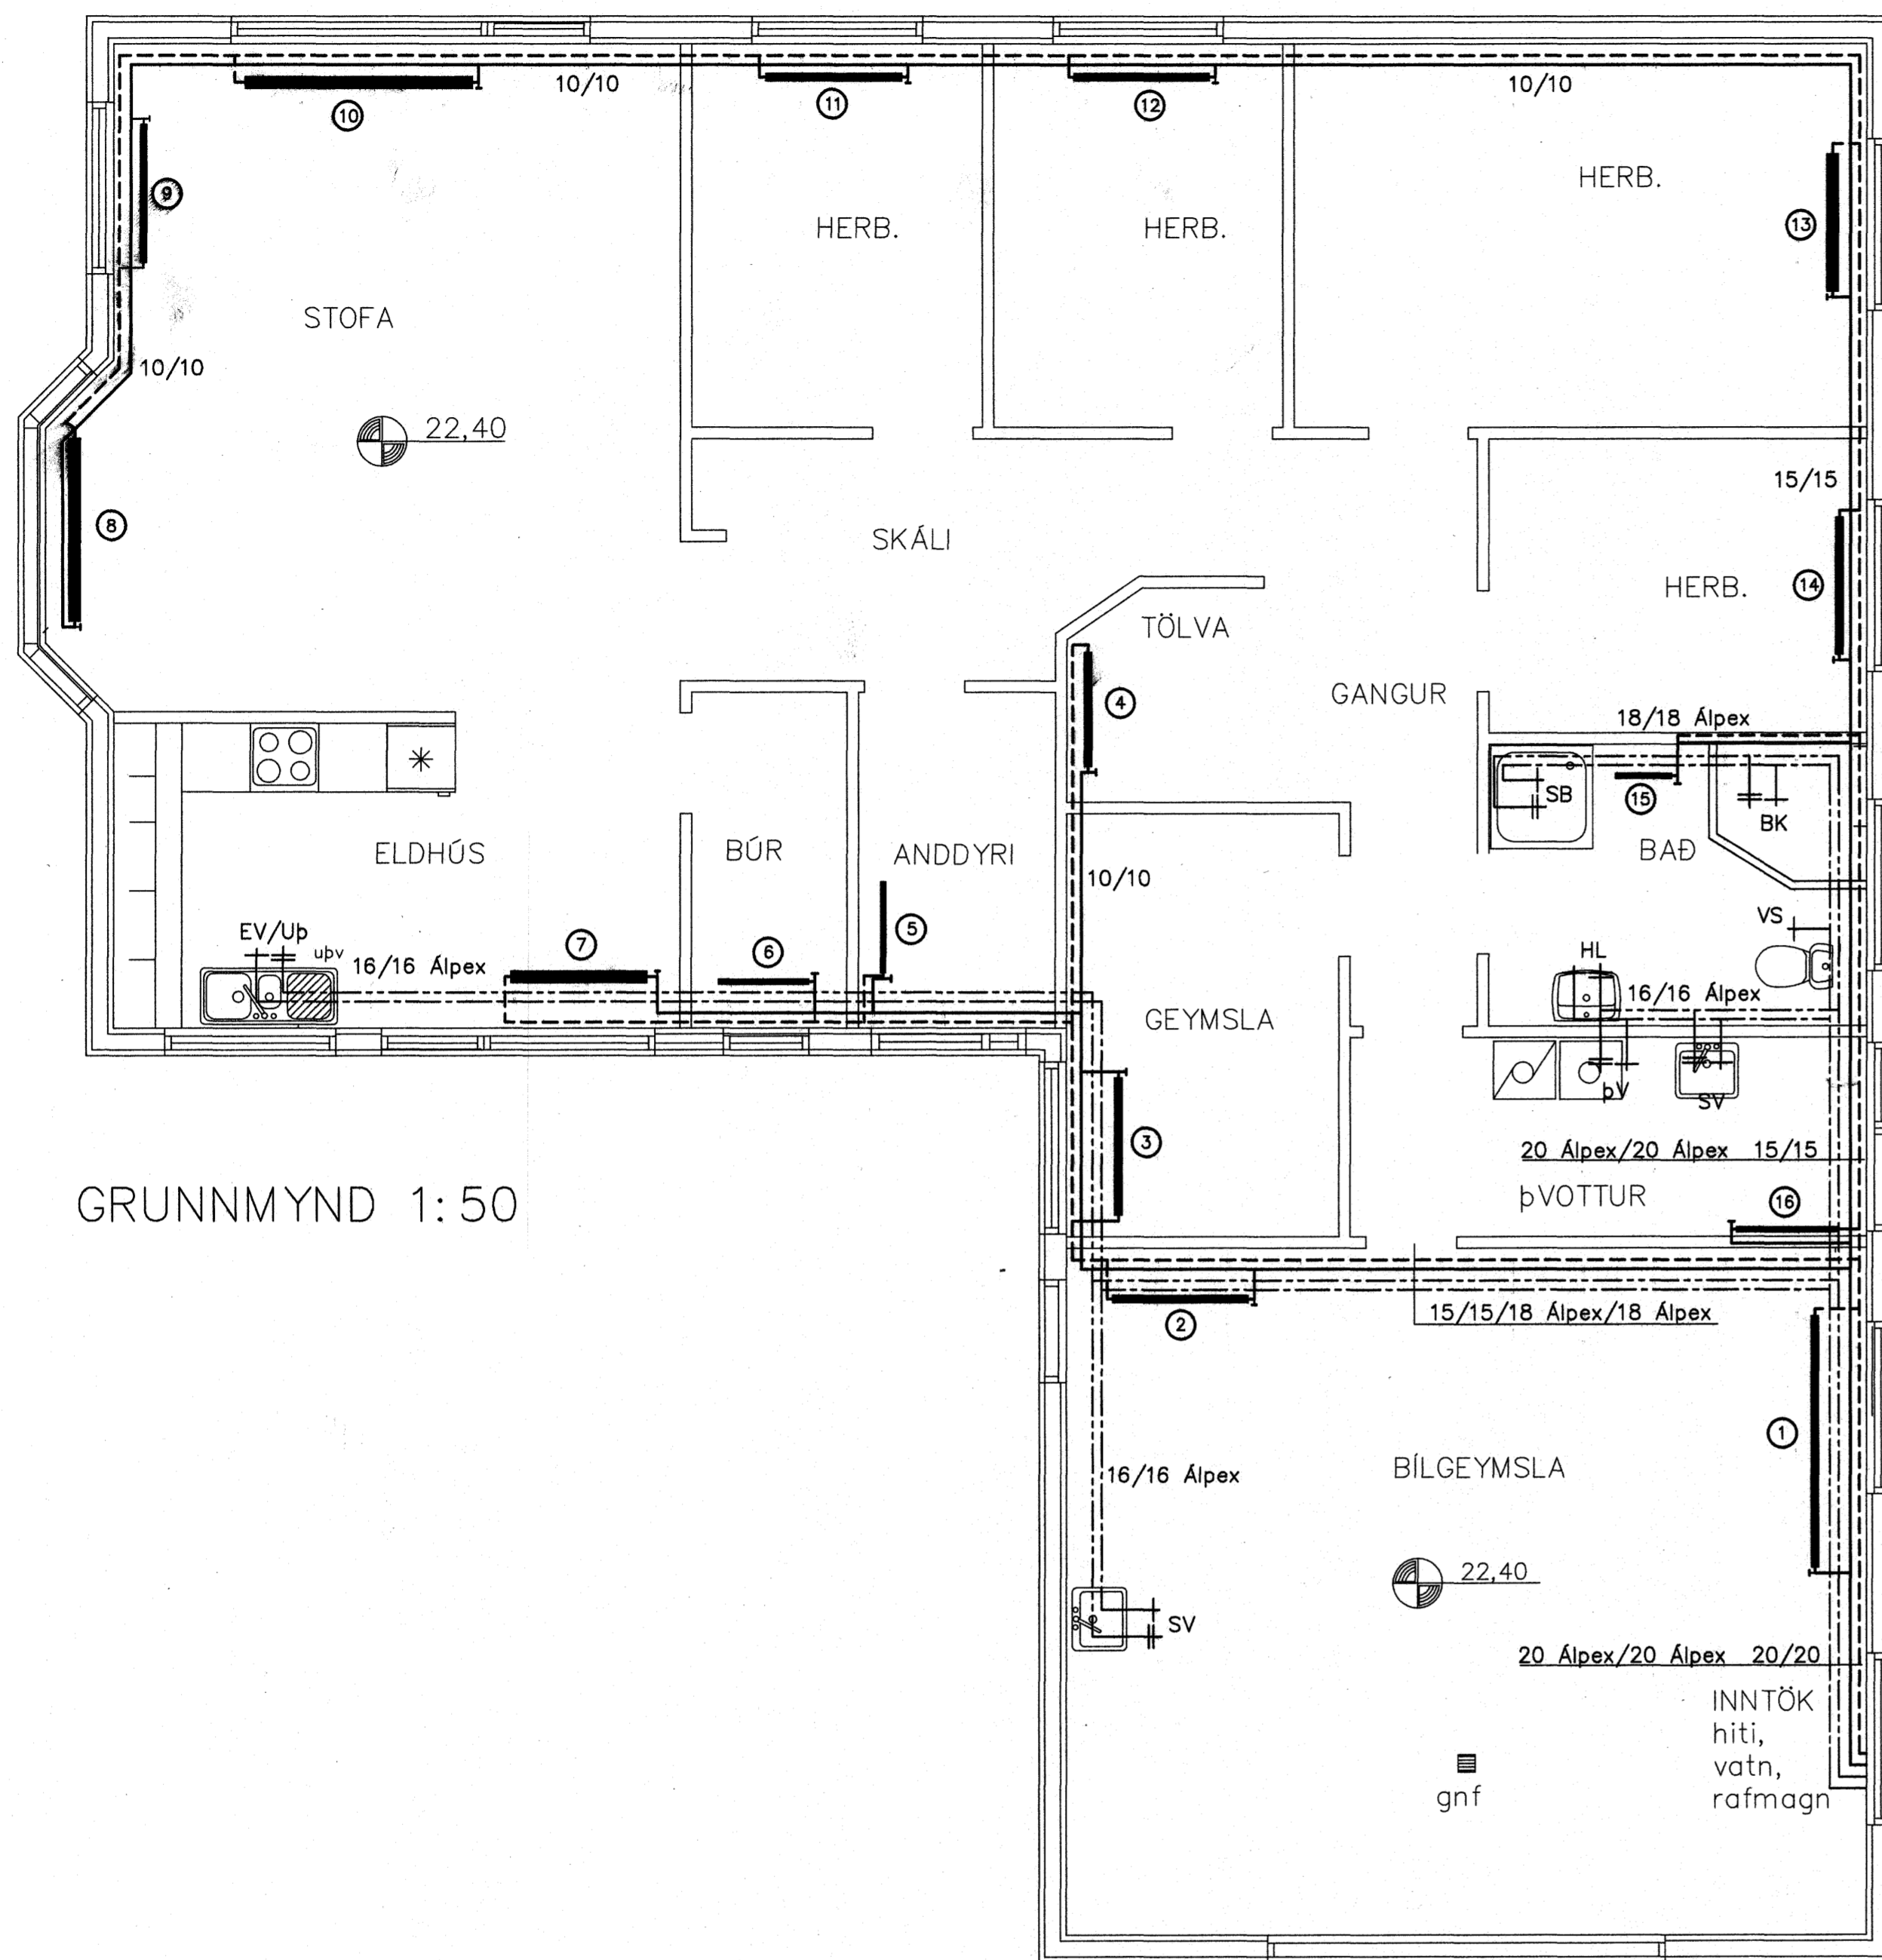 10/10
10/10
10
11
12
HERB.
9
13
HERB.
HERB.
STOFA
10/10
22,40
15/15
8
SKÁLI
HERB.
14
TÖLVA
4
GANGUR
18/18 Álpex
SB
15
BK
ELDHÚS
BÚR
ANDDYRI
BAÐ
10/10
VS
EV/Uþ
uþv
16/16 Álpex
7
6
5
HL
16/16 Álpex
GEYMSLA
þV
SV
3
20 Álpex/20 Álpex 15/15
GRUNNMYND 1:50
þVOTTUR
16
2
15/15/18 Álpex/18 Álpex
1
16/16 Álpex
BÍLGEYMSLA
22,40
SV
20 Álpex/20 Álpex 20/20
INNTÖK
hiti,
vatn,
rafmagn
gnf